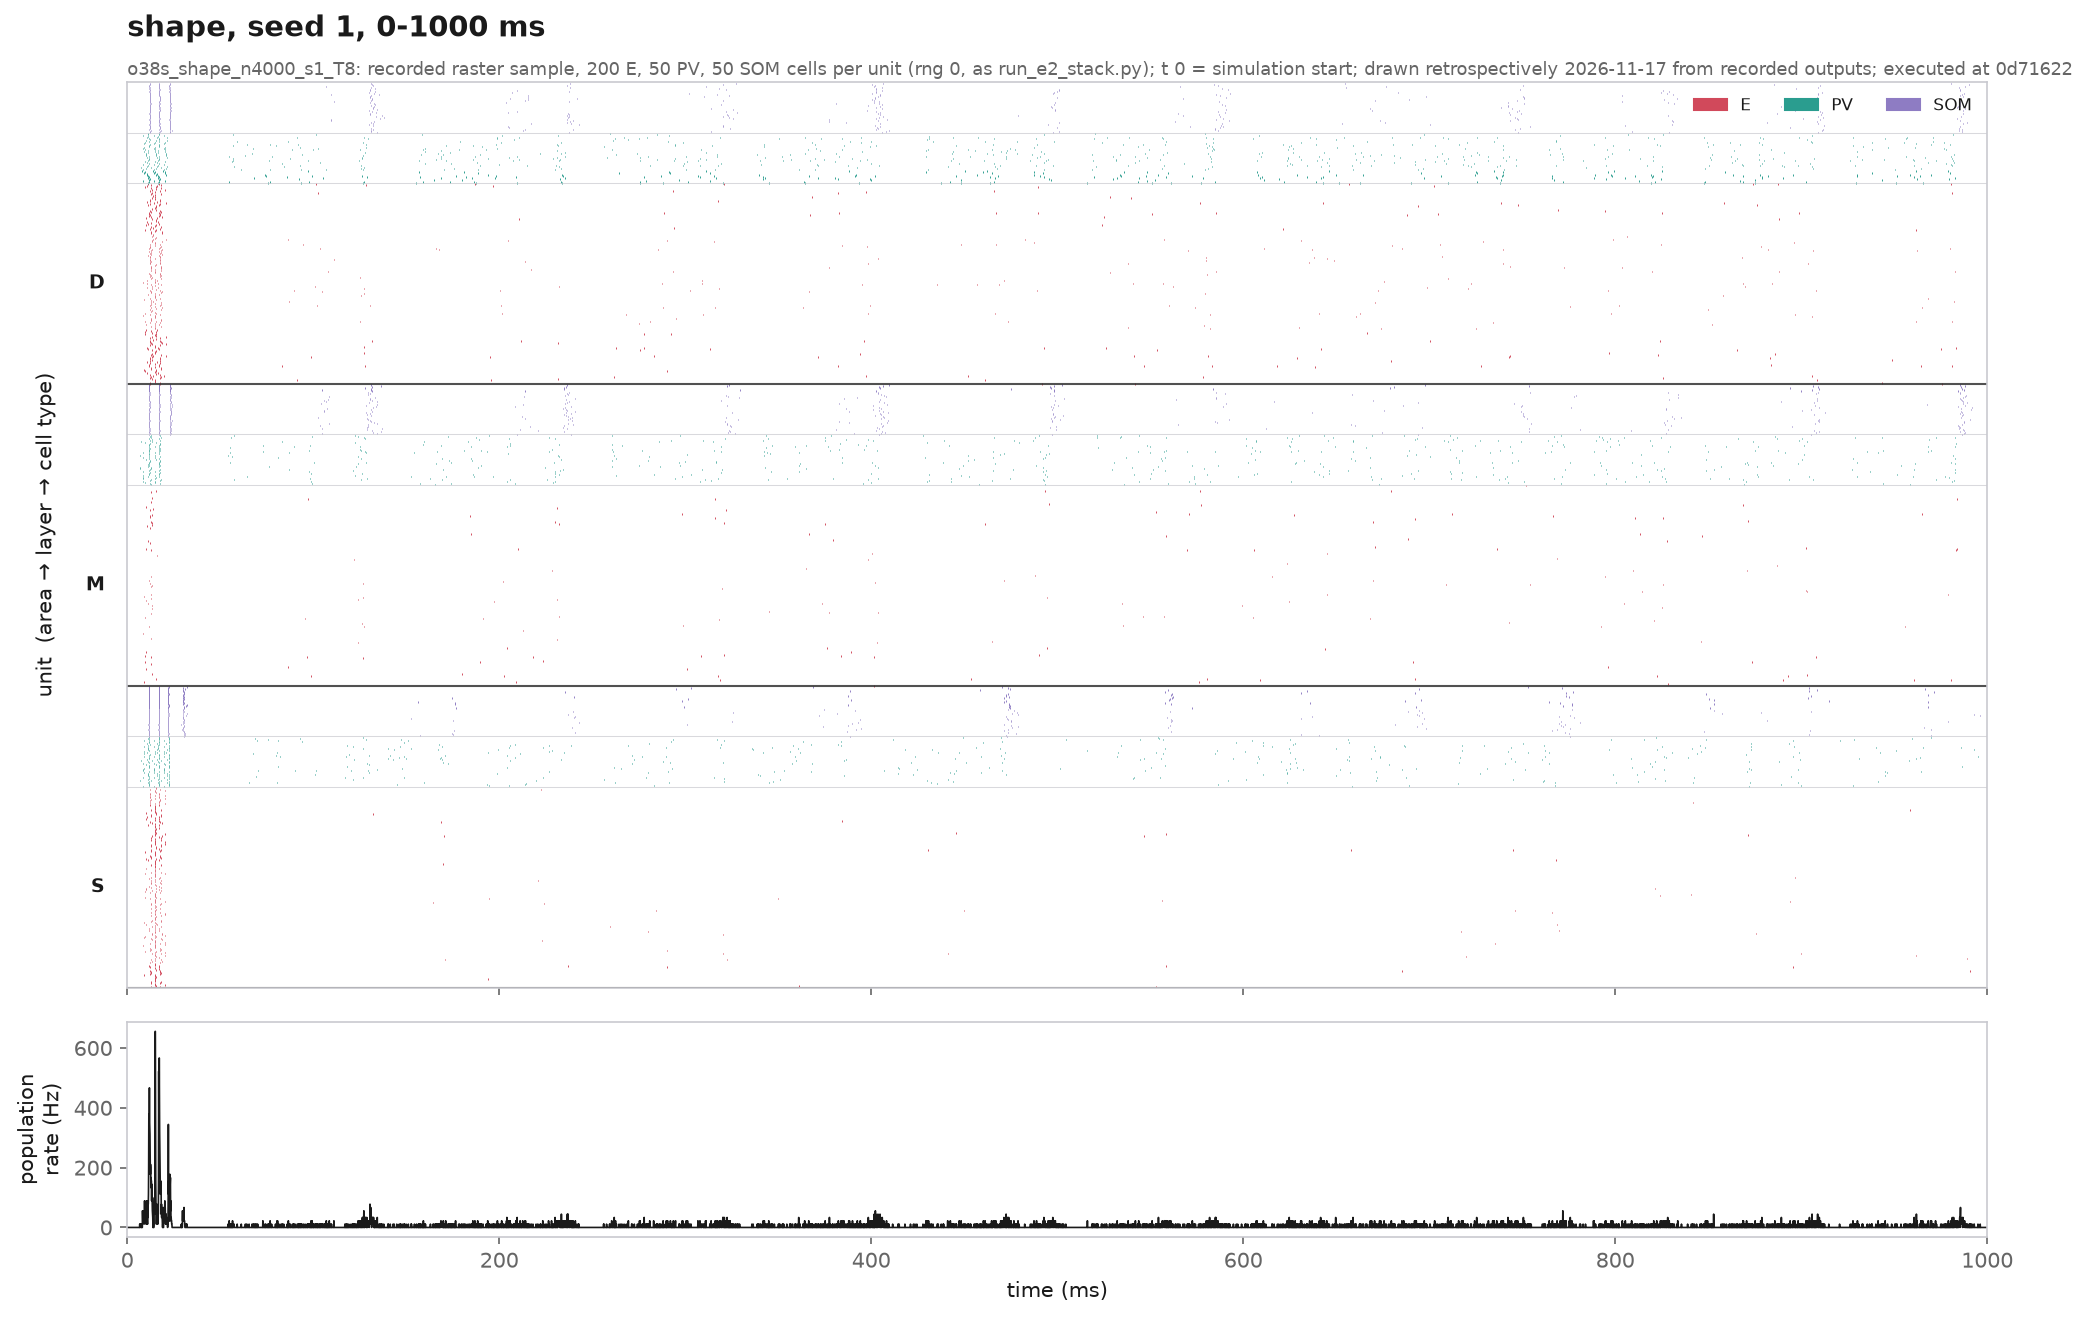 shape, seed 1, 0-1000 ms
o38s_shape_n4000_s1_T8: recorded raster sample, 200 E, 50 PV, 50 SOM cells per unit (rng 0, as run_e2_stack.py); t 0 = simulation start; drawn retrospectively 2026-11-17 from recorded outputs; executed at 0d71622
E PV SOM
D
M
S
unit (area → layer → cell type)
600
400
200
0
population
rate (Hz)
0 200 400 600 800 1000
time (ms)